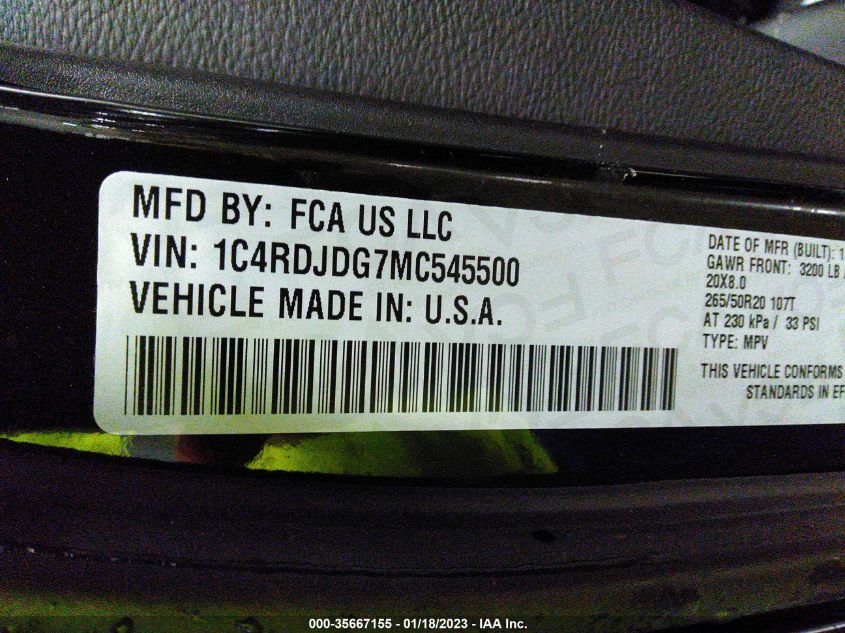 MFD BY: FCA US LLC
VIN: 1C4RDJDG7MC545500
VEHICLE MADE IN: U.S.A.
DATE OF MFR (BUILT): 1
GAWR FRONT: 3200 LB
20X8.0
265/50R20 107T
AT 230 kPa / 33 PSI
TYPE: MPV
THIS VEHICLE CONFORMS
STANDARDS IN EF
000-35667155 - 01/18/2023 - IAA Inc.